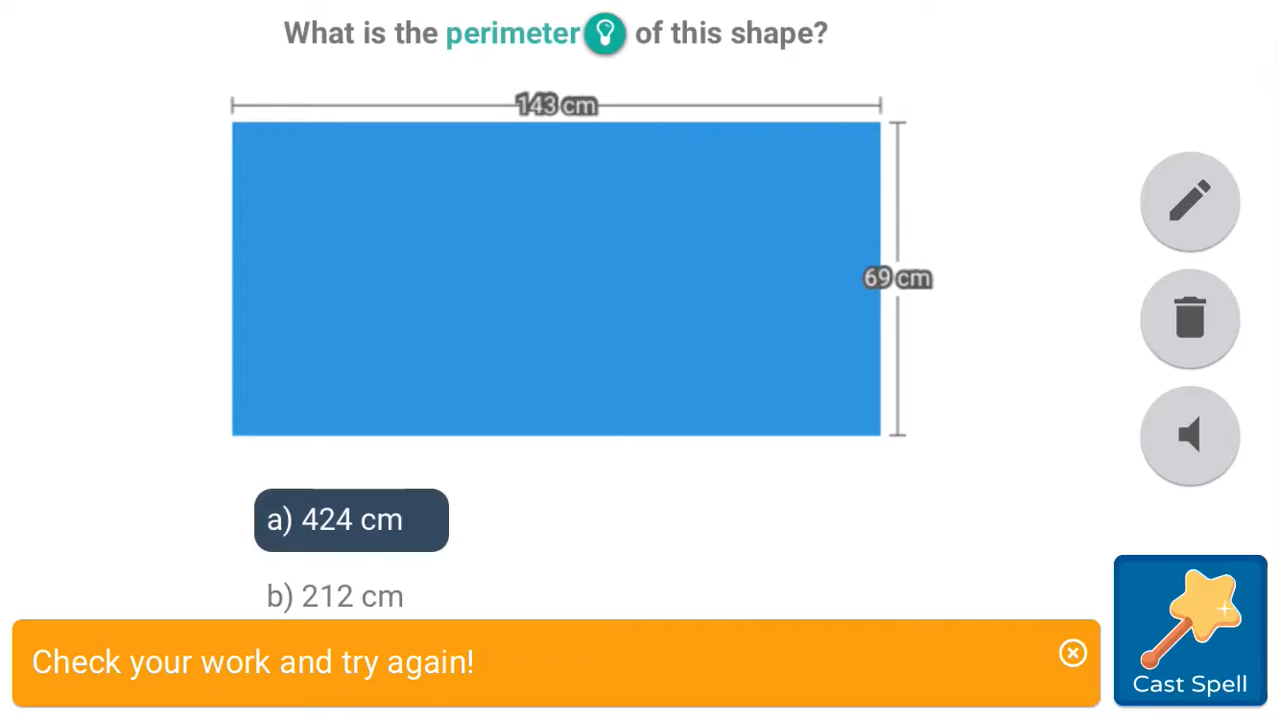 What is the perimeter of this shape?
143 cm
69 cm
a) 424 cm
b) 212 cm
Check your work and try again!
Cast Spell